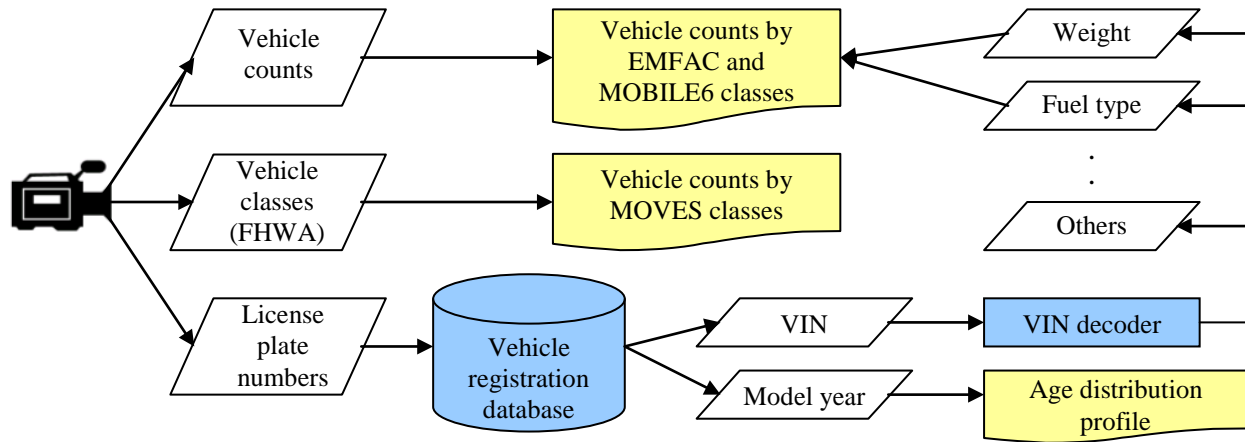 Vehicle
counts
Vehicle counts by
EMFAC and
MOBILE6 classes
Weight
Fuel type
.
.
Others
Vehicle
classes
(FHWA)
Vehicle counts by
MOVES classes
License
plate
numbers
Vehicle
registration
database
VIN
VIN decoder
Model year
Age distribution
profile